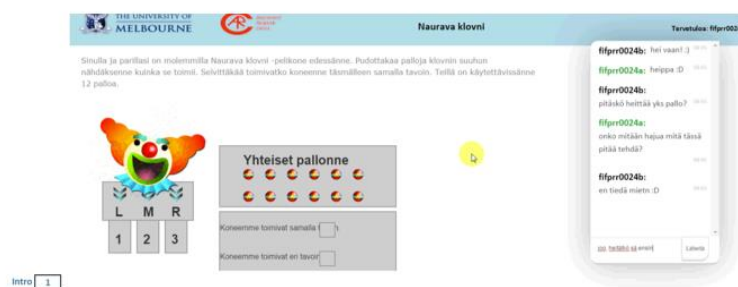 THE UNIVERSITY OF
MELBOURNE
Naurava klovni
Sinulla ja parillasi on molemmilla Naurava klovni -pelikone edessänne. Pudottakaa palloja klovnin suuhun
nähdäksenne kuinka se toimii. Selvittäkää toimivatko koneenne täsmälleen samalla tavoin. Teillä on käytettävissänne
12 palloa.
L M R
1 2 3
Yhteiset pallonne
Koneemme toimivat samalla
Koneemme toimivat eri tavoin
Intro 1
Tervetuloa: fifprr002
fifprr0024b: hei vaan! :)
fifprr0024a: heippa :D
fifprr0024b:
pitäskö heittää yks pallo?
fifprr0024a:
onko mitään hajua mitä tässä
pitää tehdä?
fifprr0024b:
en tiedä mietn :D
heitäkö sä ensin
Lähetä